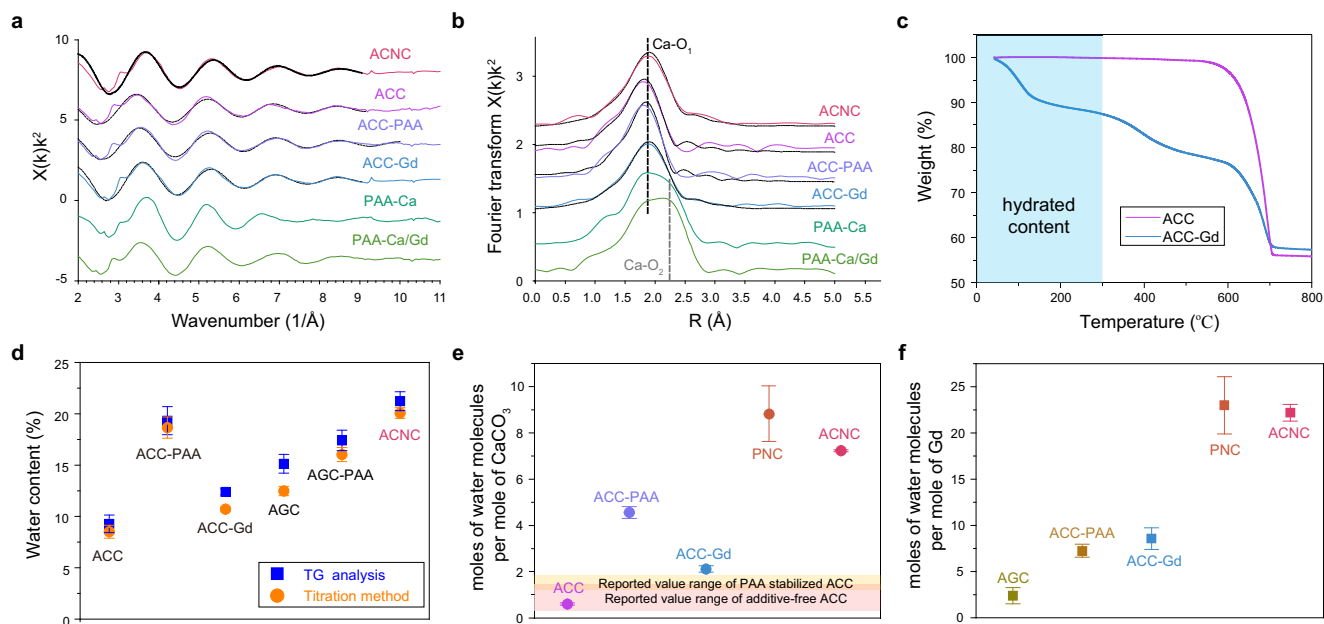 a
10
5
0
-5
X(k)k²
ACNC
ACC
ACC-PAA
ACC-Gd
PAA-Ca
PAA-Ca/Gd
2 3 4 5 6 7 8 9 10 11
Wavenumber (1/Å)
b
3
2
1
0
Fourier transform X(k)k²
Ca-O₁
ACNC
ACC
ACC-PAA
ACC-Gd
PAA-Ca
PAA-Ca/Gd
Ca-O₂
0.0 0.5 1.0 1.5 2.0 2.5 3.0 3.5 4.0 4.5 5.0 5.5
R (Å)
c
100
90
80
70
60
50
Weight (%)
hydrated
content
ACC
ACC-Gd
0 200 400 600 800
Temperature (℃)
d
25
20
15
10
5
0
Water content (%)
ACC
ACC-PAA
ACC-Gd
AGC
AGC-PAA
ACNC
TG analysis
Titration method
e
10
8
6
4
2
0
moles of water molecules
per mole of CaCO₃
ACC
ACC-PAA
ACC-Gd
PNC
ACNC
Reported value range of PAA stabilized ACC
Reported value range of additive-free ACC
f
25
20
15
10
5
0
moles of water molecules
per mole of Gd
AGC
ACC-PAA
ACC-Gd
PNC
ACNC